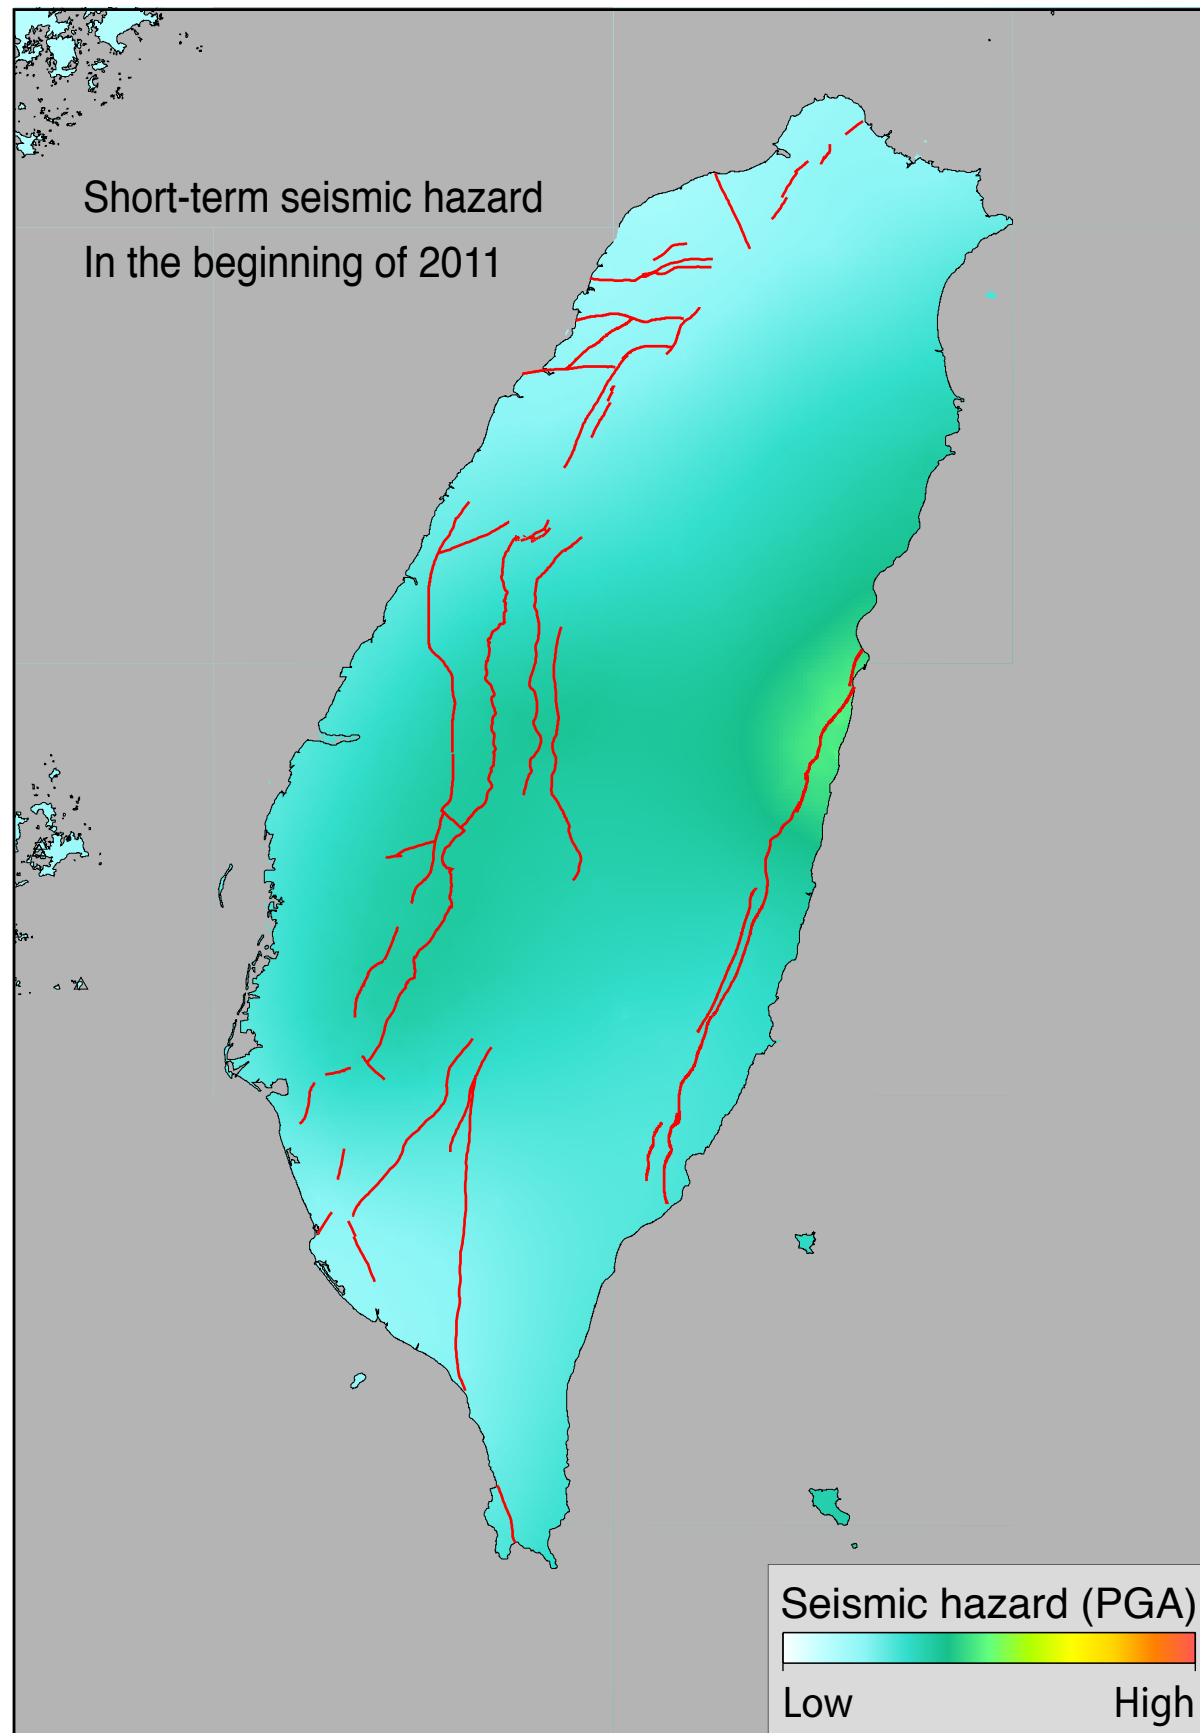 Short-term seismic hazard
In the beginning of 2011
Seismic hazard (PGA)
Low High